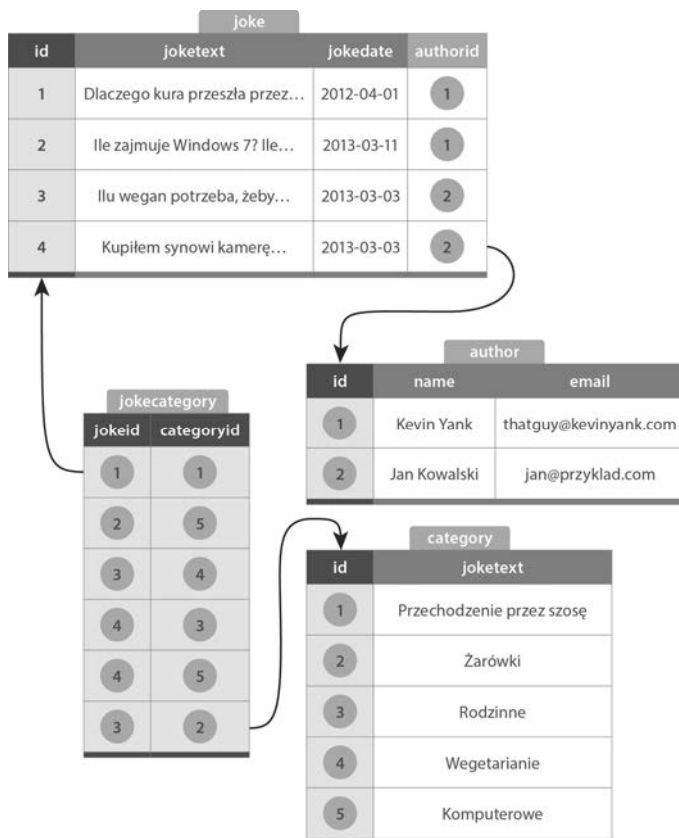 joke
id joketext jokedate authorid
1 Dlaczego kura przeszła przez… 2012-04-01 1
2 Ile zajmuje Windows 7? Ile… 2013-03-11 1
3 Ilu wegan potrzeba, żeby… 2013-03-03 2
4 Kupiłem synowi kamerę… 2013-03-03 2
author
id name email
1 Kevin Yank thatguy@kevinyank.com
2 Jan Kowalski jan@przyklad.com
jokecategory
jokeid categoryid
1 1
2 5
3 4
4 3
4 5
3 2
category
id joketext
1 Przechodzenie przez szosę
2 Żarówki
3 Rodzinne
4 Wegetarianie
5 Komputerowe